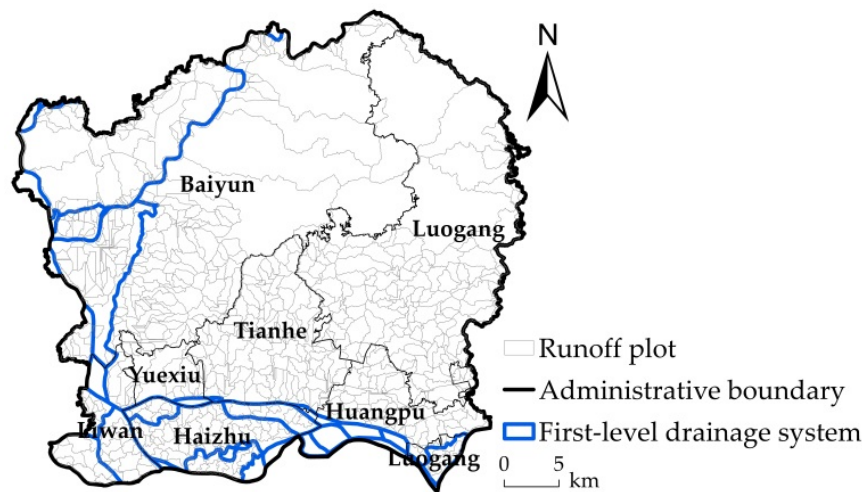 N
Baiyun
Luogang
Tianhe
Yuexiu
Huangpu
Liwan
Haizhu
Luogang
Runoff plot
Administrative boundary
First-level drainage system
0 5
km